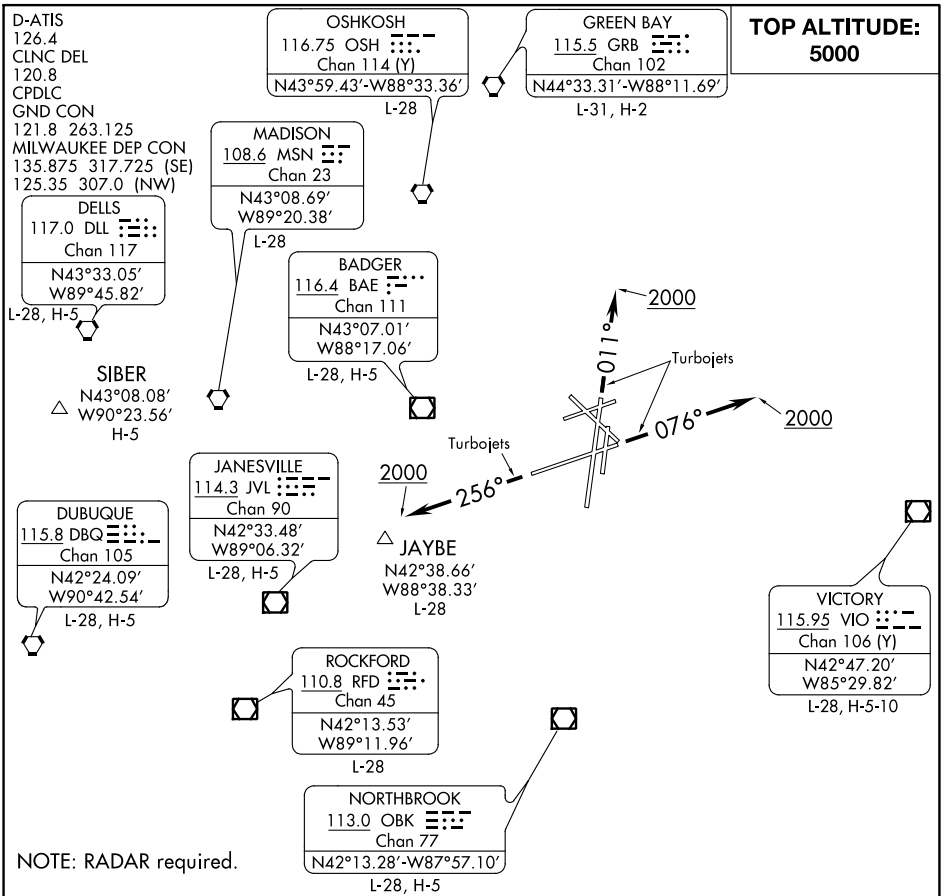 D-ATIS
126.4
CLNC DEL
120.8
CPDLC
GND CON
121.8 263.125
MILWAUKEE DEP CON
135.875 317.725 (SE)
125.35 307.0 (NW)
OSHKOSH
116.75 OSH
Chan 114 (Y)
N43°59.43'-W88°33.36'
L-28
GREEN BAY
115.5 GRB
Chan 102
N44°33.31'-W88°11.69'
L-31, H-2
TOP ALTITUDE:
5000
MADISON
108.6 MSN
Chan 23
N43°08.69'
W89°20.38'
L-28
DELLS
117.0 DLL
Chan 117
N43°33.05'
W89°45.82'
L-28, H-5
BADGER
116.4 BAE
Chan 111
N43°07.01'
W88°17.06'
L-28, H-5
SIBER
N43°08.08'
W90°23.56'
H-5
2000
011°
Turbojets
076°
2000
Turbojets
256°
2000
JANESVILLE
114.3 JVL
Chan 90
N42°33.48'
W89°06.32'
L-28, H-5
JAYBE
N42°38.66'
W88°38.33'
L-28
DUBUQUE
115.8 DBQ
Chan 105
N42°24.09'
W90°42.54'
L-28, H-5
VICTORY
115.95 VIO
Chan 106 (Y)
N42°47.20'
W85°29.82'
L-28, H-5-10
ROCKFORD
110.8 RFD
Chan 45
N42°13.53'
W89°11.96'
L-28
NORTHBROOK
113.0 OBK
Chan 77
N42°13.28'-W87°57.10'
L-28, H-5
NOTE: RADAR required.